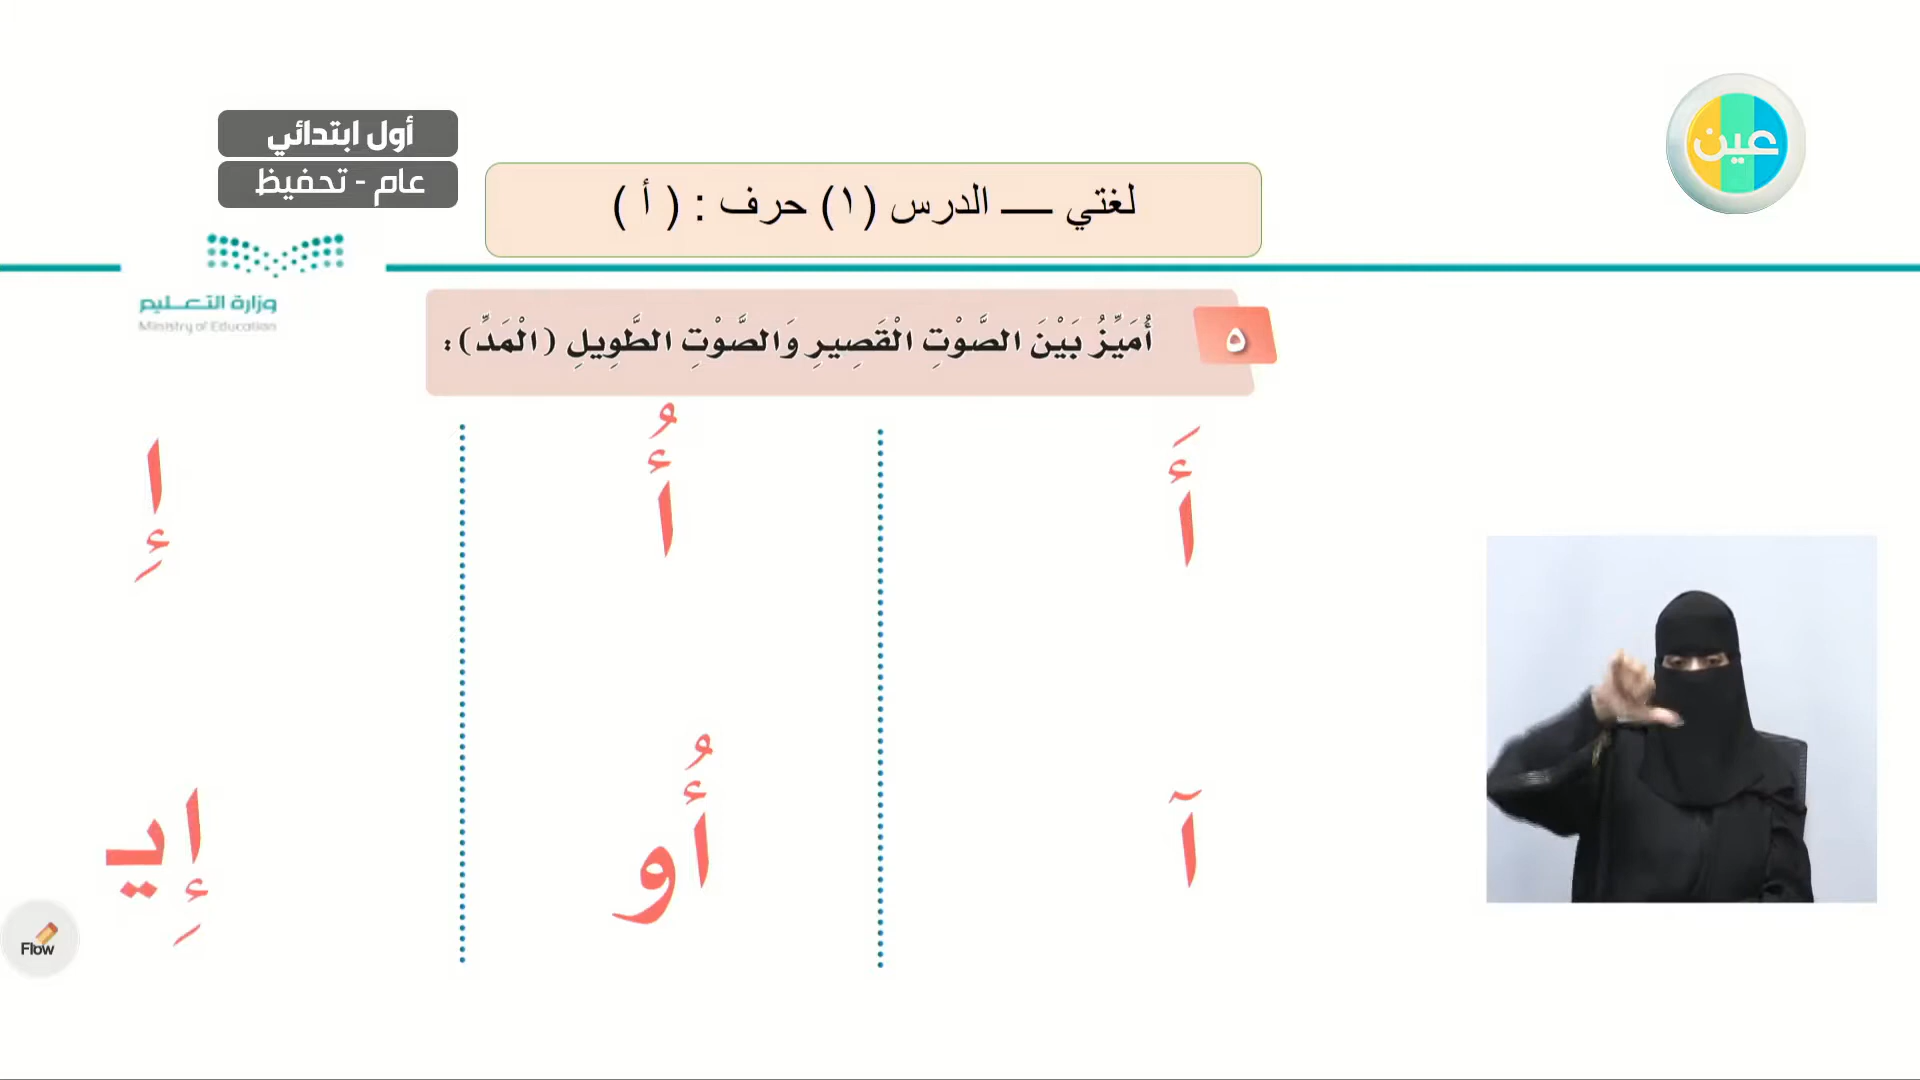 عين
أول ابتدائي
عام - تحفيظ
لغتي — الدرس (١) حرف : ( أ )
وزارة التعليم
Ministry of Education
٥ أُمَيِّزُ بَيْنَ الصَّوْتِ الْقَصِيرِ وَالصَّوْتِ الطَّوِيلِ (الْمَدِّ):
أَ أُ إِ
آ أُو إِيـ
Flow